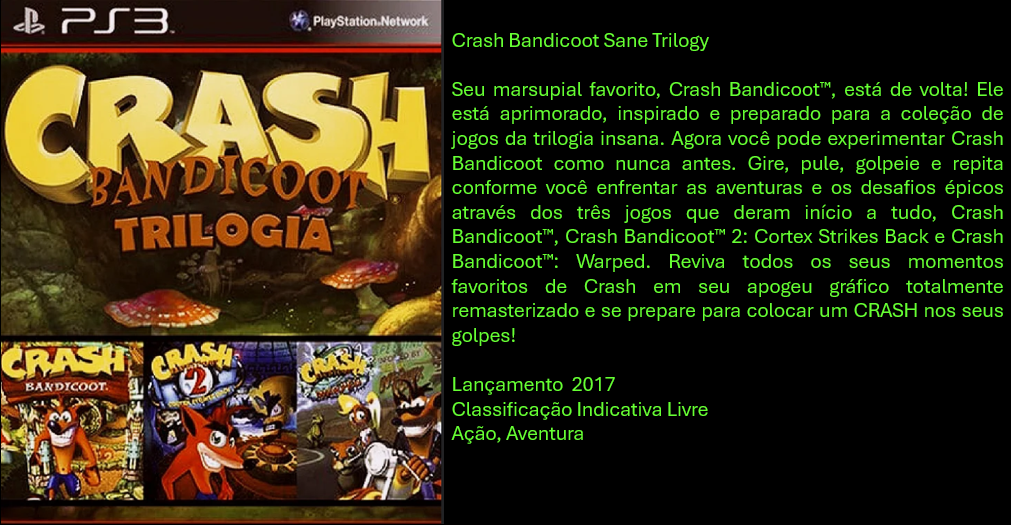 PS3
PlayStation®Network
CRASH
BANDICOOT
TRILOGIA
CRASH
BANDICOOT.
CRASH
2
CRASH
Crash Bandicoot Sane Trilogy
Seu marsupial favorito, Crash Bandicoot™, está de volta! Ele
está aprimorado, inspirado e preparado para a coleção de
jogos da trilogia insana. Agora você pode experimentar Crash
Bandicoot como nunca antes. Gire, pule, golpeie e repita
conforme você enfrentar as aventuras e os desafios épicos
através dos três jogos que deram início a tudo, Crash
Bandicoot™, Crash Bandicoot™ 2: Cortex Strikes Back e Crash
Bandicoot™: Warped. Reviva todos os seus momentos
favoritos de Crash em seu apogeu gráfico totalmente
remasterizado e se prepare para colocar um CRASH nos seus
golpes!
Lançamento 2017
Classificação Indicativa Livre
Ação, Aventura